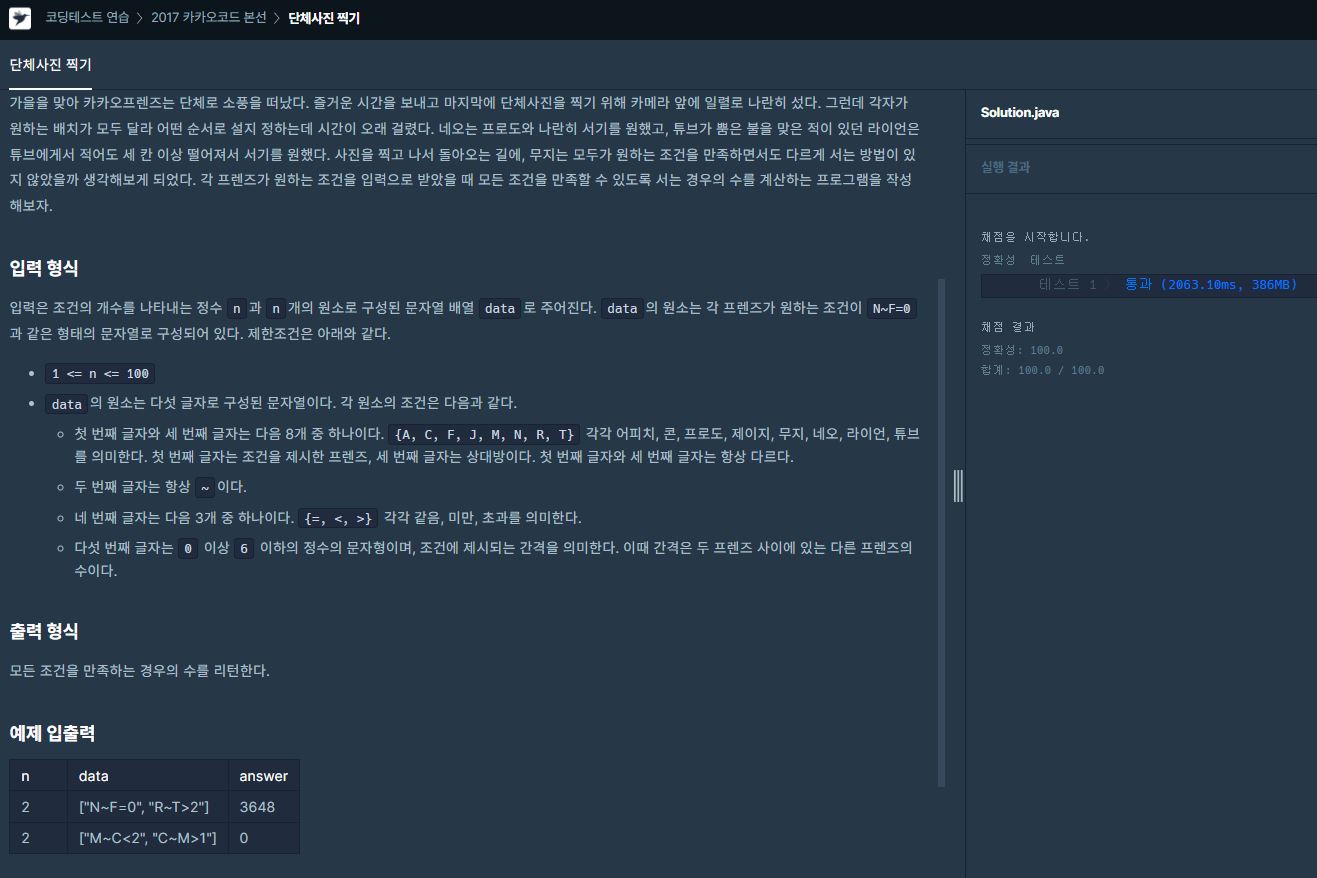 코딩테스트 연습 > 2017 카카오코드 본선 > 단체사진 찍기
단체사진 찍기
가을을 맞아 카카오프렌즈는 단체로 소풍을 떠났다. 즐거운 시간을 보내고 마지막에 단체사진을 찍기 위해 카메라 앞에 일렬로 나란히 섰다. 그런데 각자가
원하는 배치가 모두 달라 어떤 순서로 설지 정하는데 시간이 오래 걸렸다. 네오는 프로도와 나란히 서기를 원했고, 튜브가 뿜은 불을 맞은 적이 있던 라이언은
튜브에게서 적어도 세 칸 이상 떨어져서 서기를 원했다. 사진을 찍고 나서 돌아오는 길에, 무지는 모두가 원하는 조건을 만족하면서도 다르게 서는 방법이 있
지 않았을까 생각해보게 되었다. 각 프렌즈가 원하는 조건을 입력으로 받았을 때 모든 조건을 만족할 수 있도록 서는 경우의 수를 계산하는 프로그램을 작성
해보자.
입력 형식
입력은 조건의 개수를 나타내는 정수 n 과 n 개의 원소로 구성된 문자열 배열 data 로 주어진다. data 의 원소는 각 프렌즈가 원하는 조건이 N~F=0
과 같은 형태의 문자열로 구성되어 있다. 제한조건은 아래와 같다.
• 1 <= n <= 100
• data 의 원소는 다섯 글자로 구성된 문자열이다. 각 원소의 조건은 다음과 같다.
○ 첫 번째 글자와 세 번째 글자는 다음 8개 중 하나이다. {A, C, F, J, M, N, R, T} 각각 어피치, 콘, 프로도, 제이지, 무지, 네오, 라이언, 튜브
를 의미한다. 첫 번째 글자는 조건을 제시한 프렌즈, 세 번째 글자는 상대방이다. 첫 번째 글자와 세 번째 글자는 항상 다르다.
○ 두 번째 글자는 항상 ~ 이다.
○ 네 번째 글자는 다음 3개 중 하나이다. {=, <, >} 각각 같음, 미만, 초과를 의미한다.
○ 다섯 번째 글자는 0 이상 6 이하의 정수의 문자형이며, 조건에 제시되는 간격을 의미한다. 이때 간격은 두 프렌즈 사이에 있는 다른 프렌즈의
수이다.
출력 형식
모든 조건을 만족하는 경우의 수를 리턴한다.
예제 입출력
n data answer
2 ["N~F=0", "R~T>2"] 3648
2 ["M~C<2", "C~M>1"] 0
Solution.java
실행 결과
채점을 시작합니다.
정확성 테스트
테스트 1 > 통과 (2063.10ms, 386MB)
채점 결과
정확성: 100.0
합계: 100.0 / 100.0